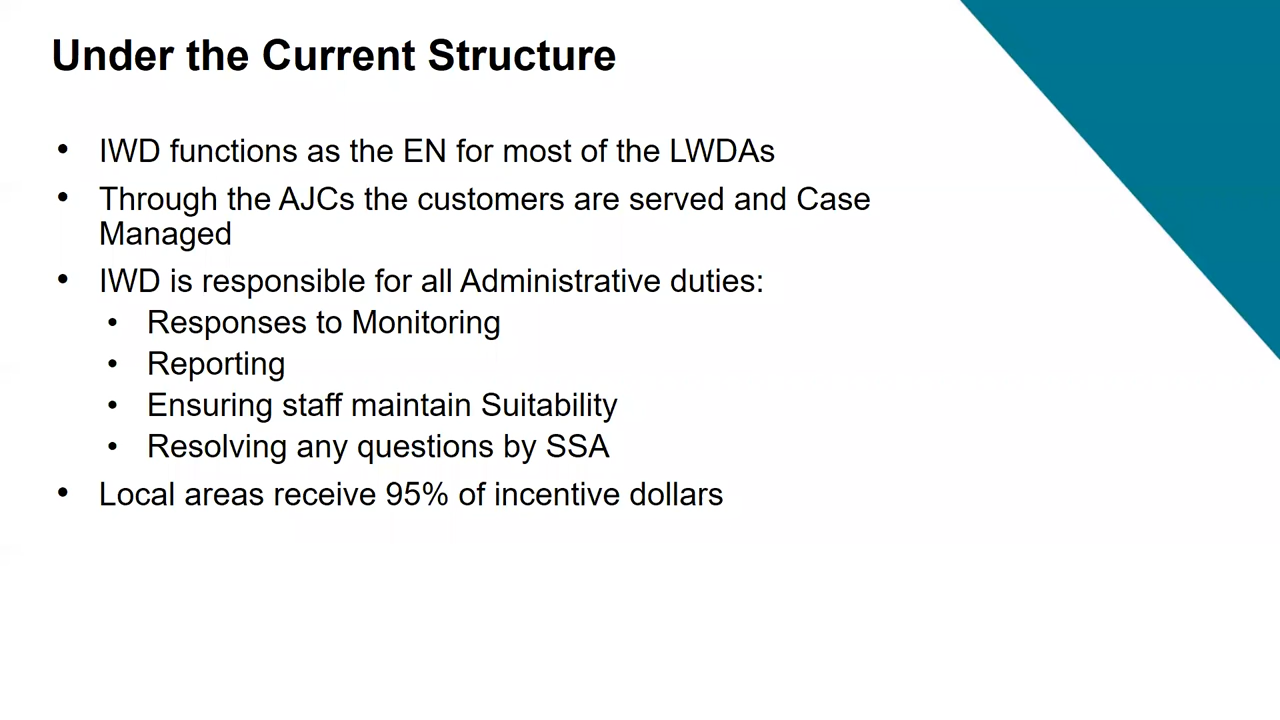 Under the Current Structure
• IWD functions as the EN for most of the LWDAs
• Through the AJCs the customers are served and Case
Managed
• IWD is responsible for all Administrative duties:
• Responses to Monitoring
• Reporting
• Ensuring staff maintain Suitability
• Resolving any questions by SSA
• Local areas receive 95% of incentive dollars